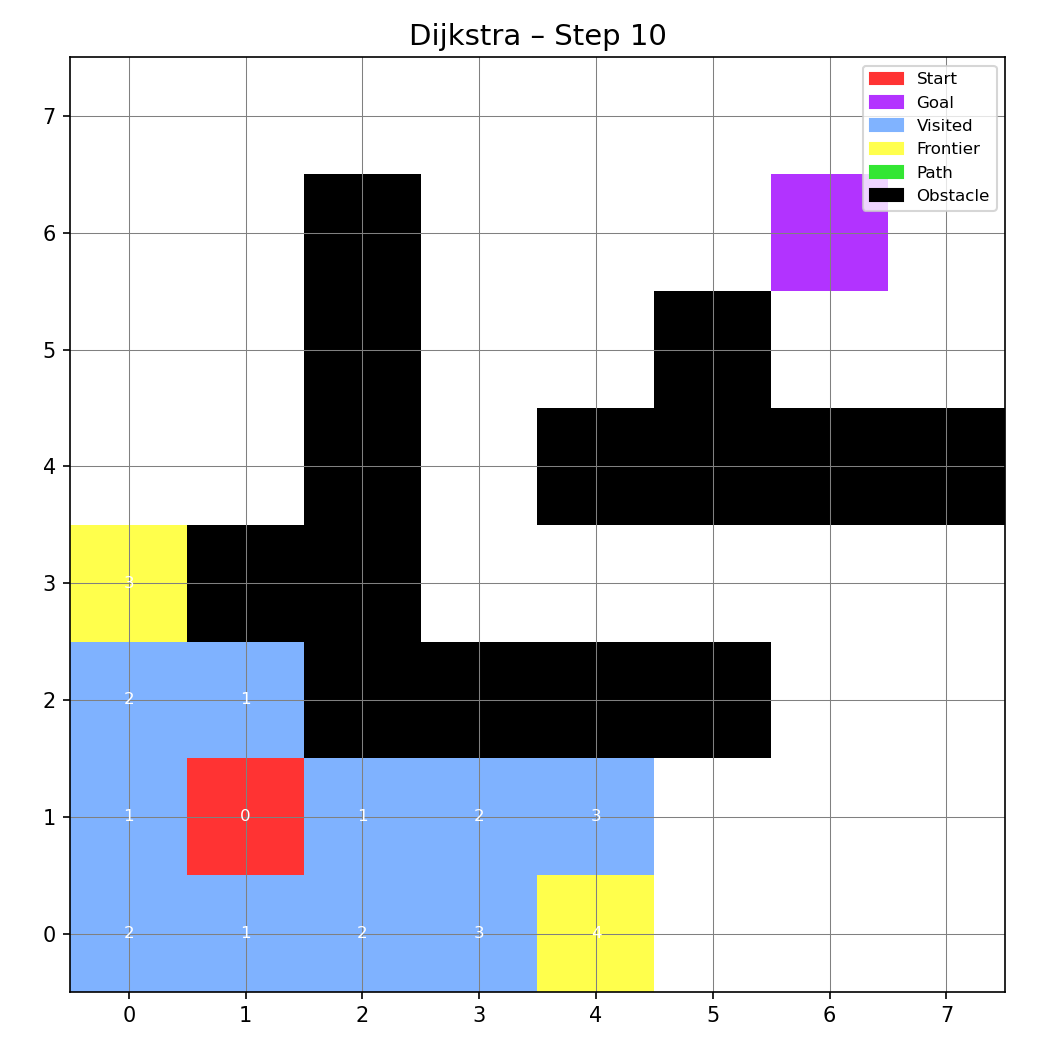 Dijkstra – Step 10
Start
Goal
Visited
Frontier
Path
Obstacle
7
6
5
4
3 3
2 2 1
1 1 0 1 2 3
0 2 1 2 3 4
0 1 2 3 4 5 6 7